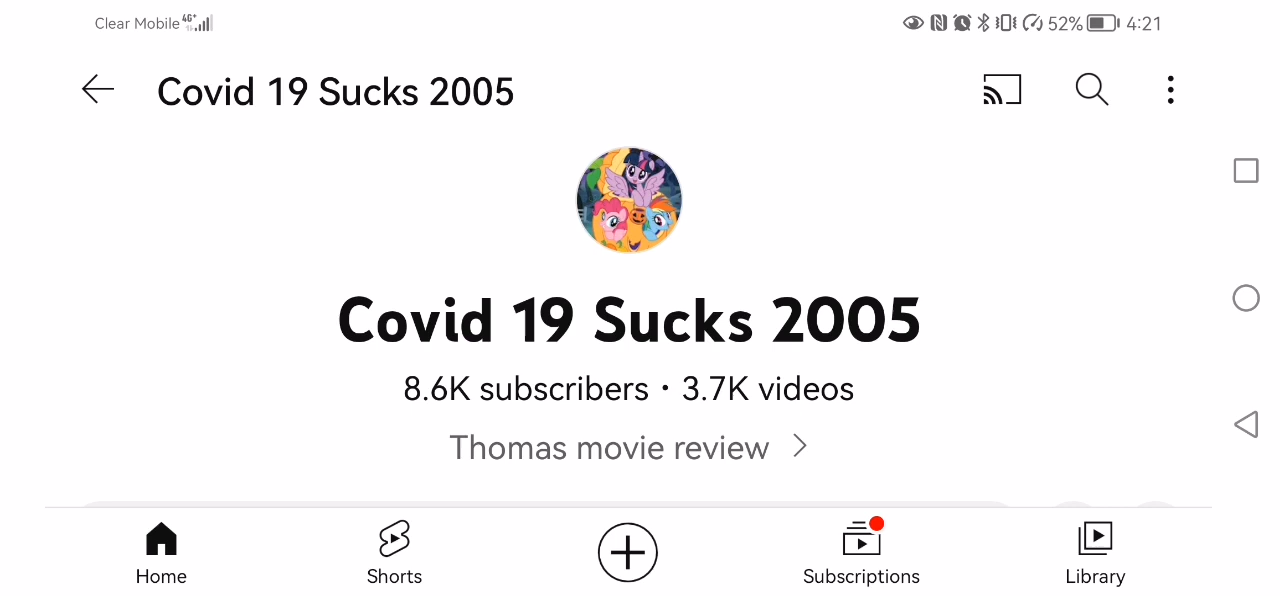 Clear Mobile 4G+ 52% 4:21
Covid 19 Sucks 2005
Covid 19 Sucks 2005
8.6K subscribers · 3.7K videos
Thomas movie review
Home Shorts Subscriptions Library